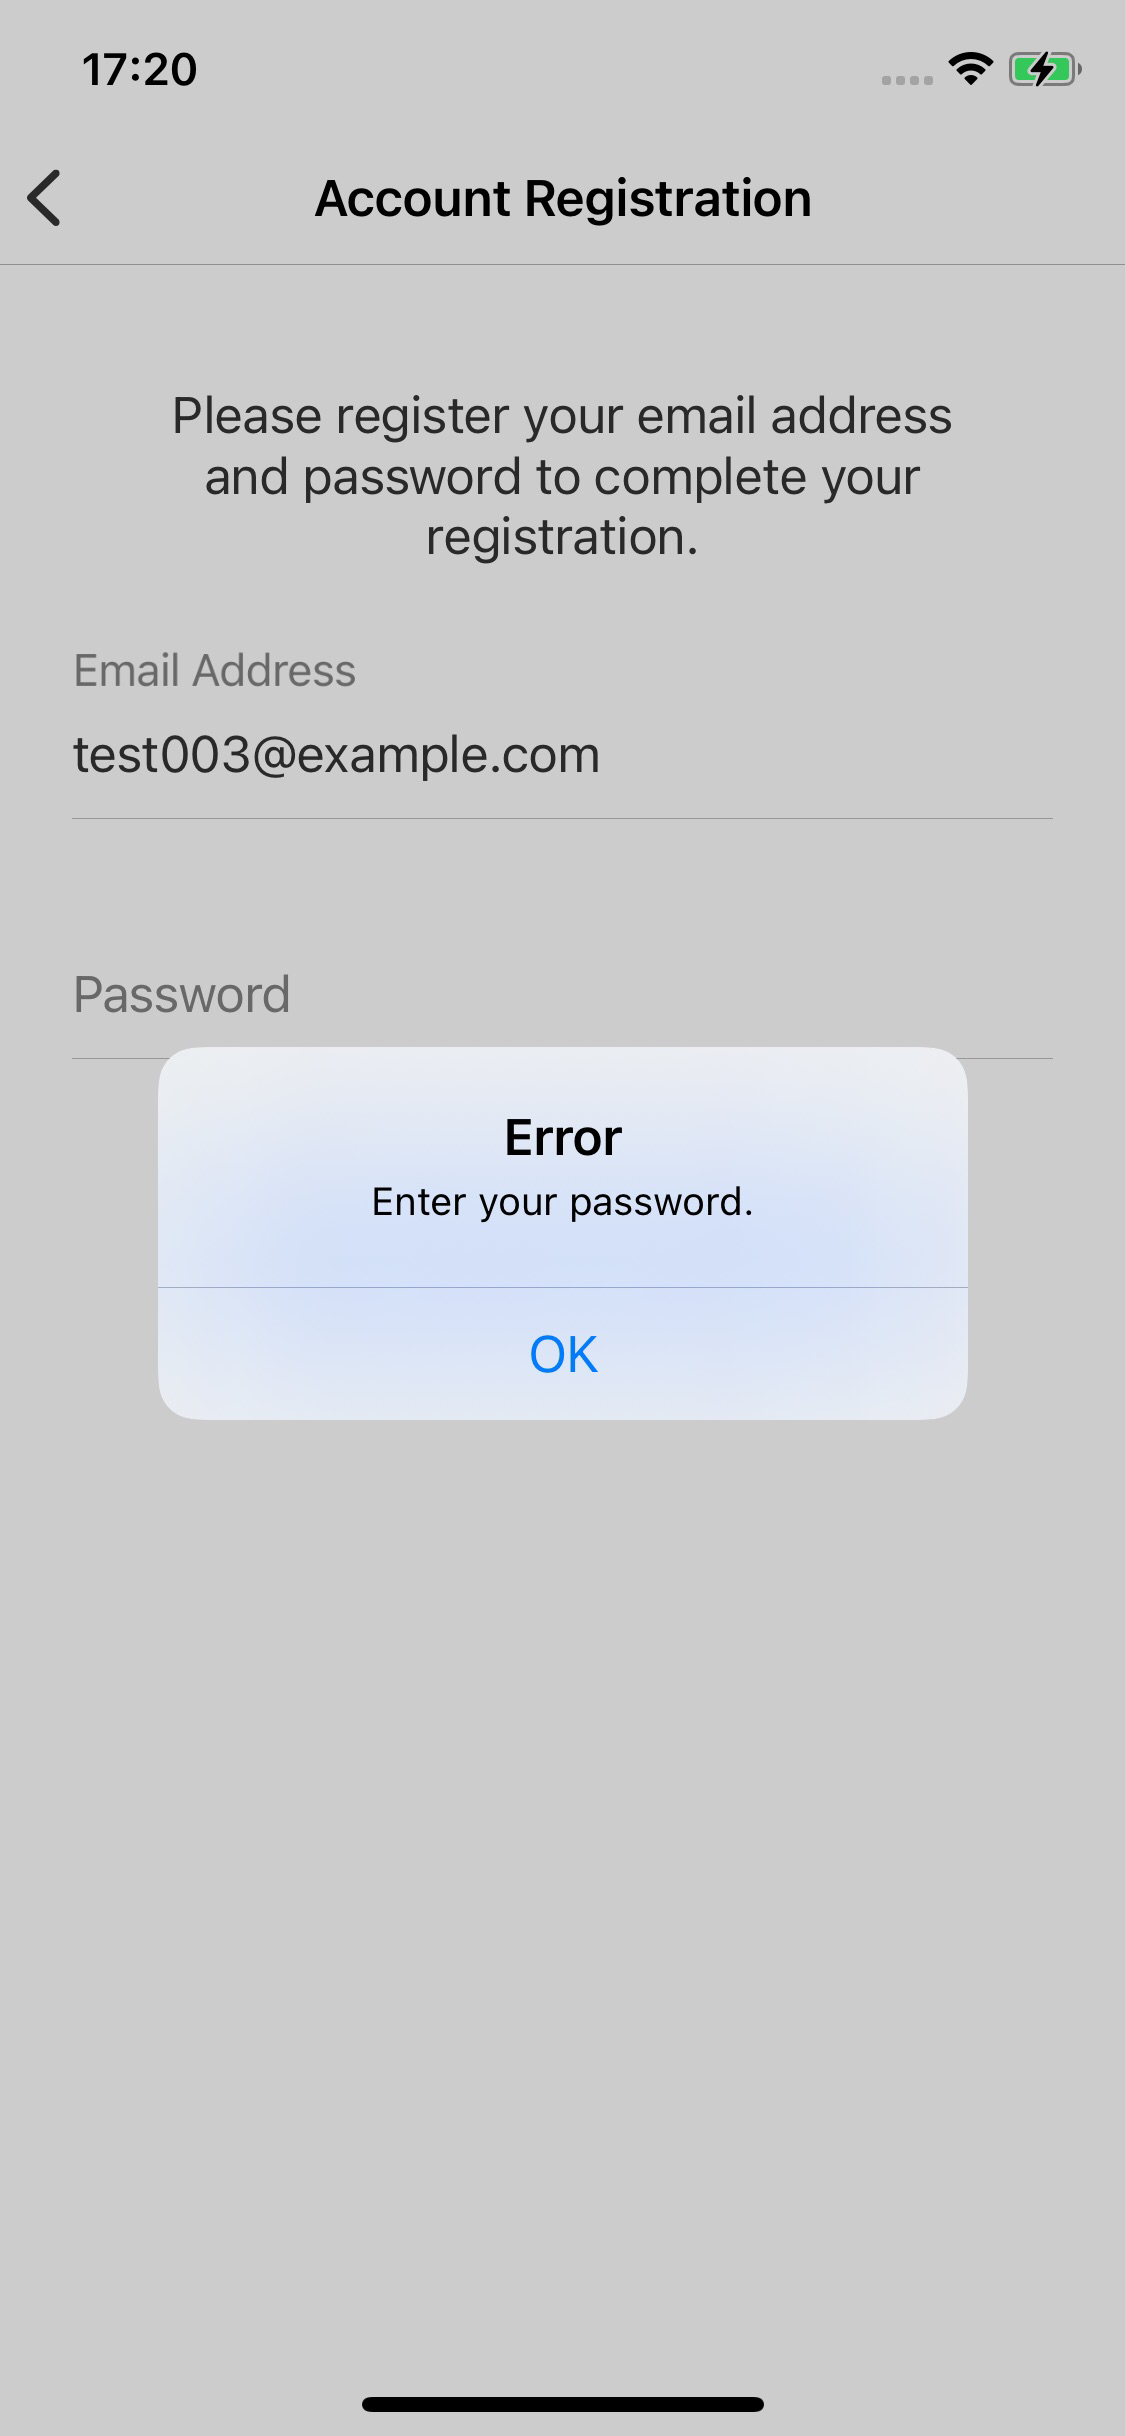 17:20
Account Registration
Please register your email address
and password to complete your
registration.
Email Address
test003@example.com
Password
Error
Enter your password.
OK